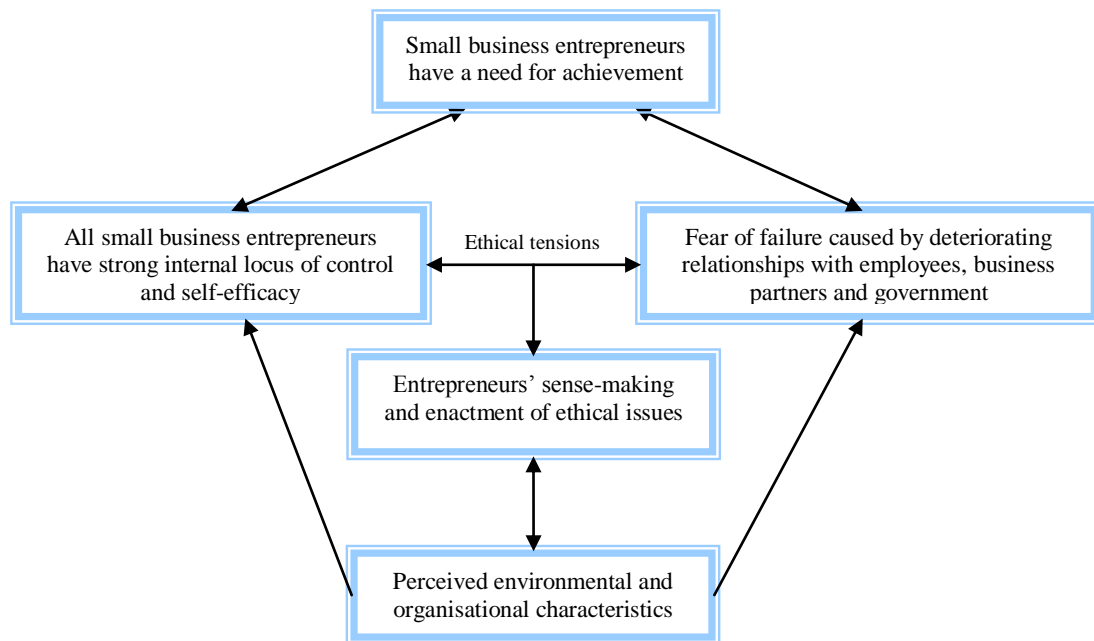 Small business entrepreneurs
have a need for achievement
All small business entrepreneurs
have strong internal locus of control
and self-efficacy
Ethical tensions
Fear of failure caused by deteriorating
relationships with employees, business
partners and government
Entrepreneurs’ sense-making
and enactment of ethical issues
Perceived environmental and
organisational characteristics